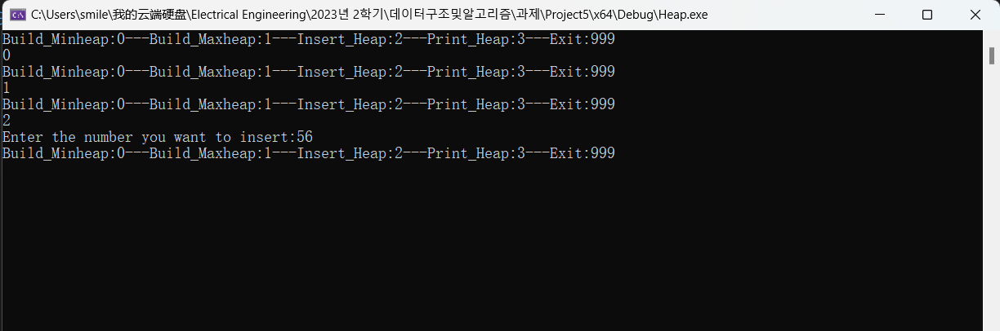 C:\Users\smile\我的云端硬盘\Electrical Engineering\2023년 2학기\데이터구조및알고리즘\과제\Project5\x64\Debug\Heap.exe
Build_Minheap:0---Build_Maxheap:1---Insert_Heap:2---Print_Heap:3---Exit:999
0
Build_Minheap:0---Build_Maxheap:1---Insert_Heap:2---Print_Heap:3---Exit:999
1
Build_Minheap:0---Build_Maxheap:1---Insert_Heap:2---Print_Heap:3---Exit:999
2
Enter the number you want to insert:56
Build_Minheap:0---Build_Maxheap:1---Insert_Heap:2---Print_Heap:3---Exit:999